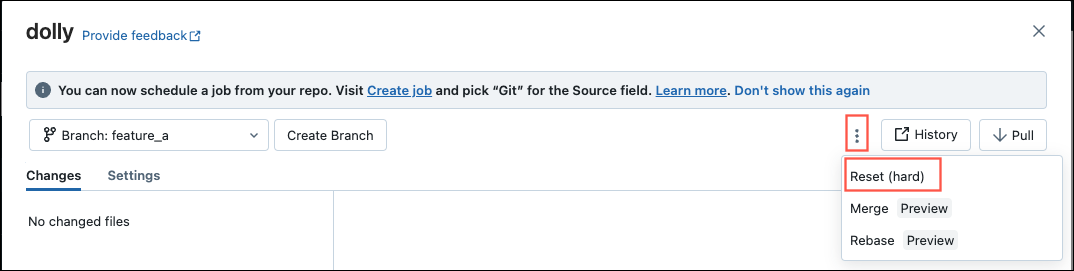 dolly Provide feedback
You can now schedule a job from your repo. Visit Create job and pick “Git” for the Source field. Learn more. Don't show this again
Branch: feature_a Create Branch History Pull
Changes Settings
Reset (hard)
No changed files
Merge Preview
Rebase Preview